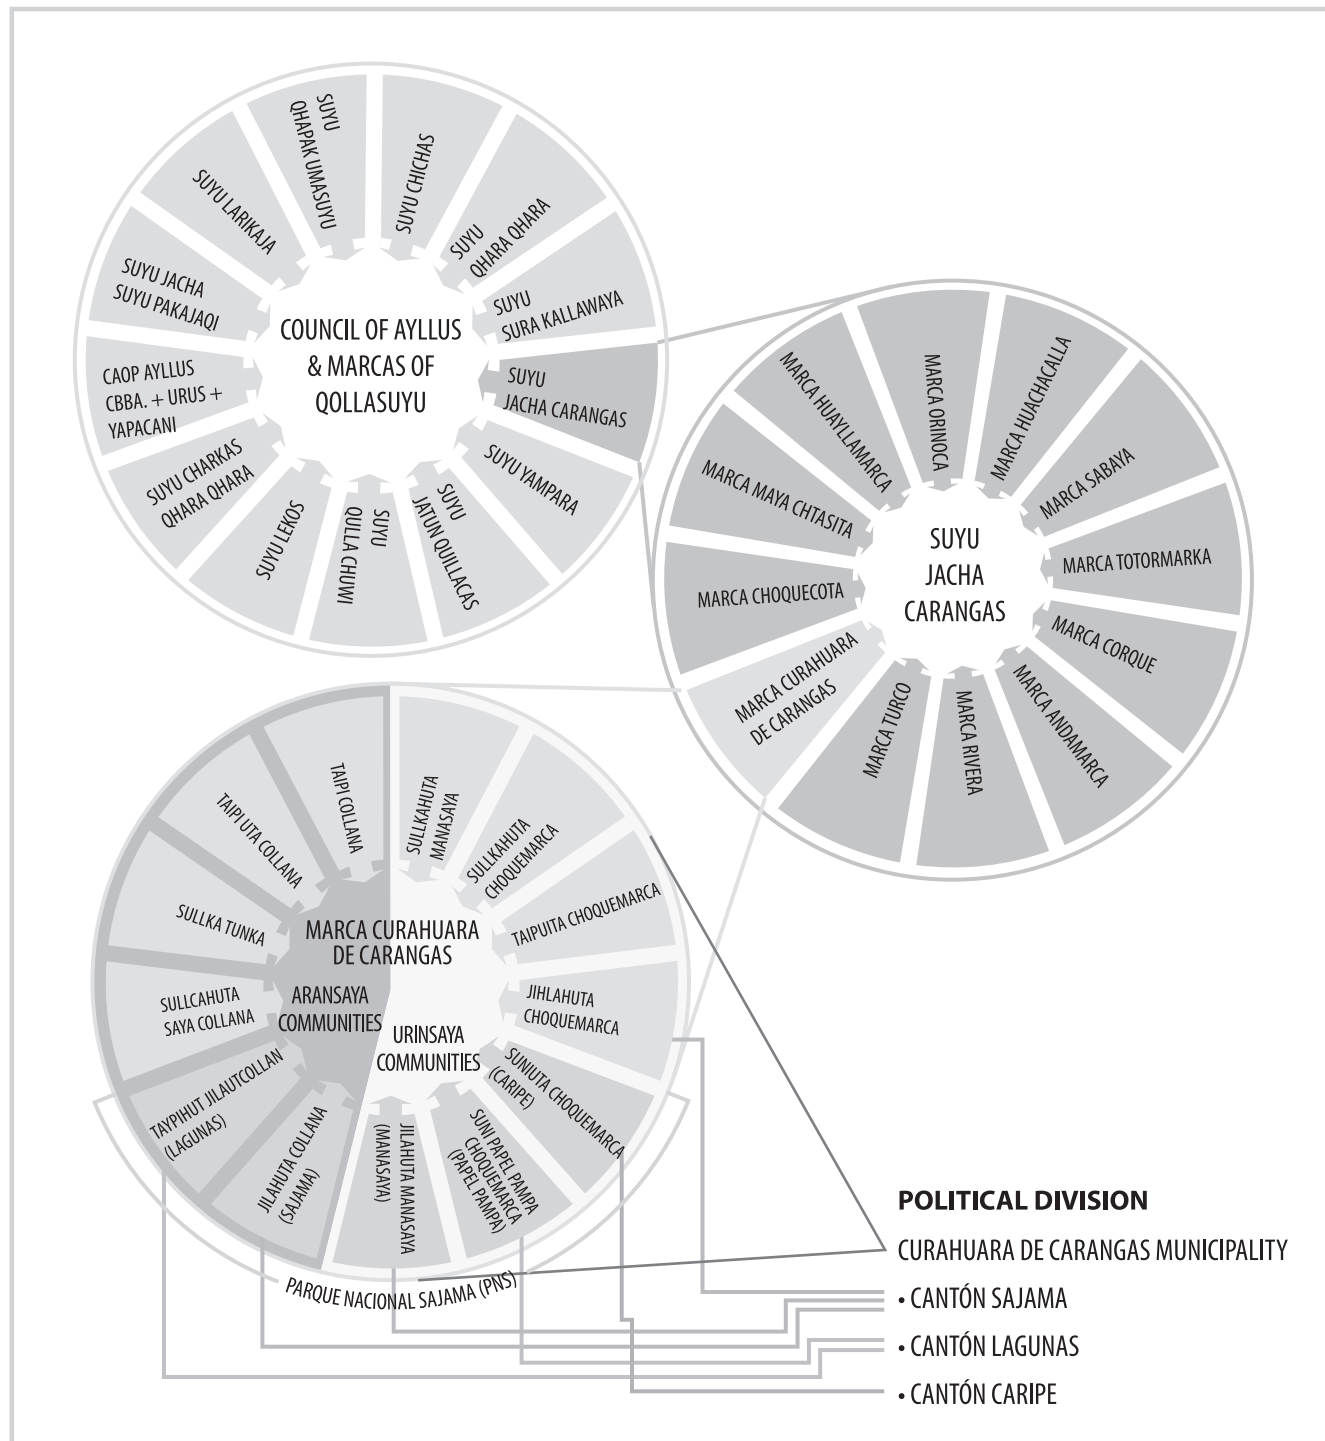 COUNCIL OF AYLLUS
& MARCAS OF
QOLLASUYU
SUYU
QHAPAK UMASUYU
SUYU CHICHAS
SUYU
QHARA QHARA
SUYU
SURA KALLAWAYA
SUYU
JACHA CARANGAS
SUYU YAMPARA
SUYU
JATUN QUILLACAS
SUYU
QULLA CHUWI
SUYU LEKOS
SUYU CHARKAS
QHARA QHARA
CAOP AYLLUS
CBBA. + URUS +
YAPACANI
SUYU JACHA
SUYU PAKAJAQI
SUYU LARIKAJA
SUYU
JACHA
CARANGAS
MARCA ORINOCA
MARCA HUACHACALLA
MARCA SABAYA
MARCA TOTORMARKA
MARCA CORQUE
MARCA ANDAMARCA
MARCA RIVERA
MARCA TURCO
MARCA CURAHUARA
DE CARANGAS
MARCA CHOQUECOTA
MARCA MAYA CHTASITA
MARCA HUAYLLAMARCA
MARCA CURAHUARA
DE CARANGAS
ARANSAYA
COMMUNITIES
URINSAYA
COMMUNITIES
SULLKAHUTA
MANASAYA
SULLKAHUTA
CHOQUEMARCA
TAIPUITA CHOQUEMARCA
JIHLAHUTA
CHOQUEMARCA
SUNIUTA CHOQUEMARCA
(CARIPE)
SUNI PAPEL PAMPA
CHOQUEMARCA
(PAPEL PAMPA)
JILAHUTA MANASAYA
(MANASAYA)
JILAHUTA COLLANA
(SAJAMA)
TAYPIHUT JILAUTCOLLAN
(LAGUNAS)
SULLCAHUTA
SAYA COLLANA
SULLKA TUNKA
TAIPI UTA COLLANA
TAIPI COLLANA
PARQUE NACIONAL SAJAMA (PNS)
POLITICAL DIVISION
CURAHUARA DE CARANGAS MUNICIPALITY
• CANTÓN SAJAMA
• CANTÓN LAGUNAS
• CANTÓN CARIPE